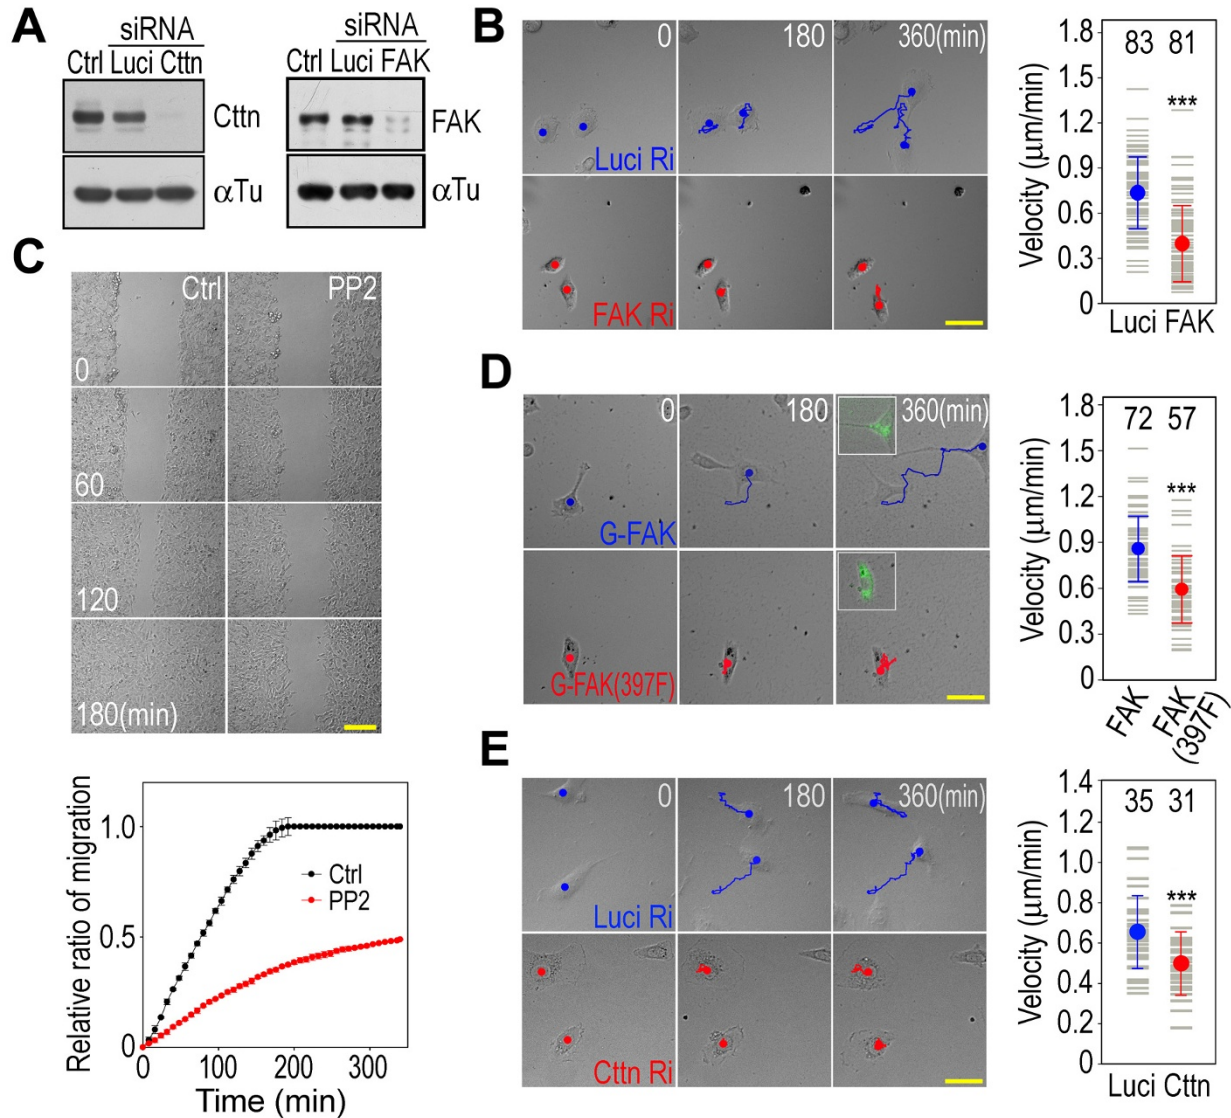 A
siRNA
Ctrl Luci Cttn
Cttn
αTu
siRNA
Ctrl Luci FAK
FAK
αTu
B
0
180
360(min)
Luci Ri
FAK Ri
Velocity (μm/min)
1.8
1.5
1.2
0.9
0.6
0.3
0
83 81
***
Luci FAK
C
Ctrl
PP2
0
60
120
180(min)
Relative ratio of migration
1.0
0.5
0
Ctrl
PP2
0 100 200 300
Time (min)
D
0
180
360(min)
G-FAK
G-FAK(397F)
Velocity (μm/min)
1.8
1.5
1.2
0.9
0.6
0.3
0
72 57
***
FAK
FAK
(397F)
E
0
180
360(min)
Luci Ri
Cttn Ri
Velocity (μm/min)
1.4
1.2
1.0
0.8
0.6
0.4
0.2
0
35 31
***
Luci Cttn